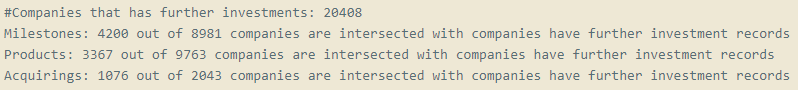 #Companies that has further investments: 20408
Milestones: 4200 out of 8981 companies are intersected with companies have further investment records
Products: 3367 out of 9763 companies are intersected with companies have further investment records
Acquirings: 1076 out of 2043 companies are intersected with companies have further investment records